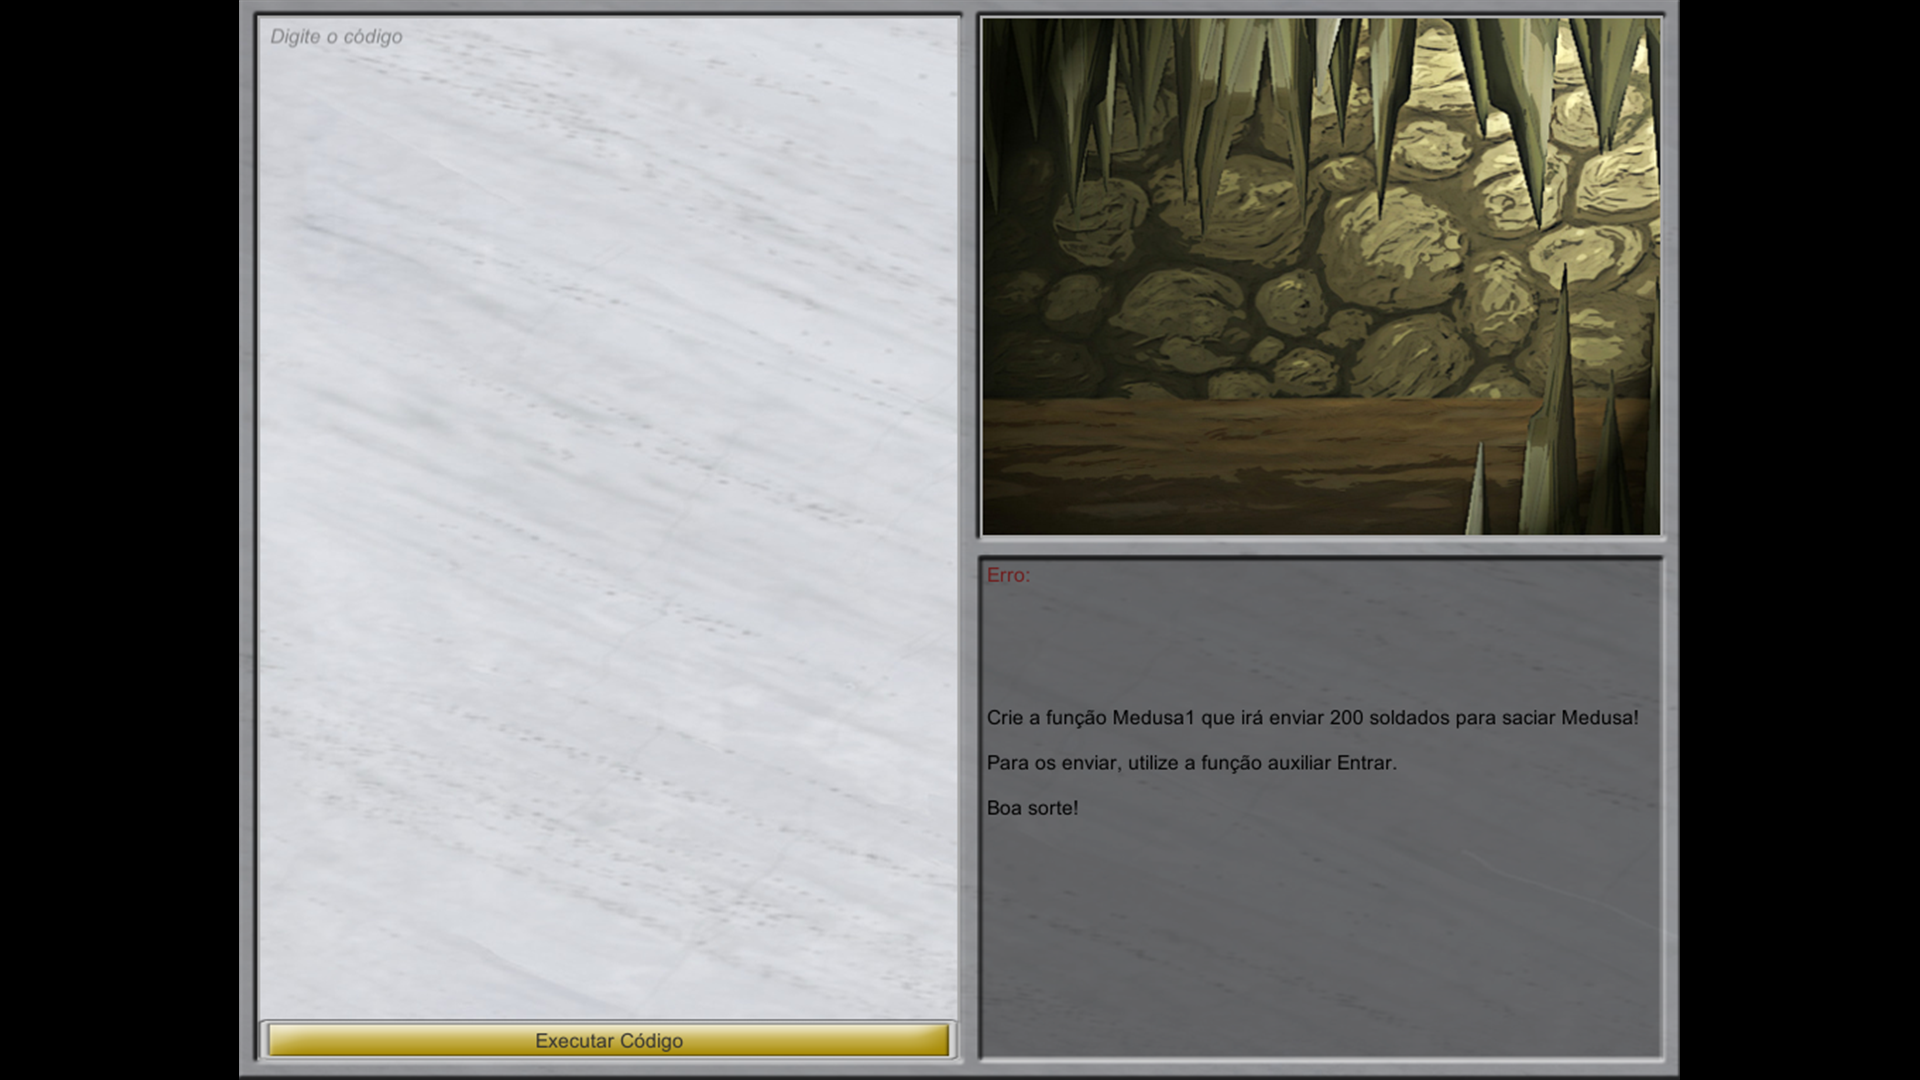 Digite o código
Erro:
Crie a função Medusa1 que irá enviar 200 soldados para saciar Medusa!
Para os enviar, utilize a função auxiliar Entrar.
Boa sorte!
Executar Código